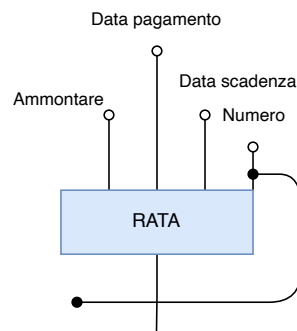 Data pagamento
Data scadenza
Ammontare
Numero
RATA